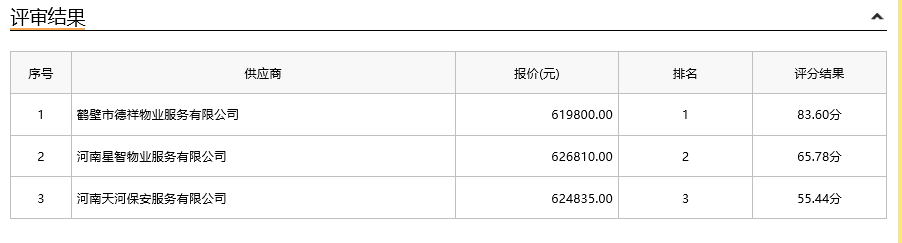 评审结果
序号 供应商 报价(元) 排名 评分结果
1 鹤壁市德祥物业服务有限公司 619800.00 1 83.60分
2 河南星智物业服务有限公司 626810.00 2 65.78分
3 河南天河保安服务有限公司 624835.00 3 55.44分